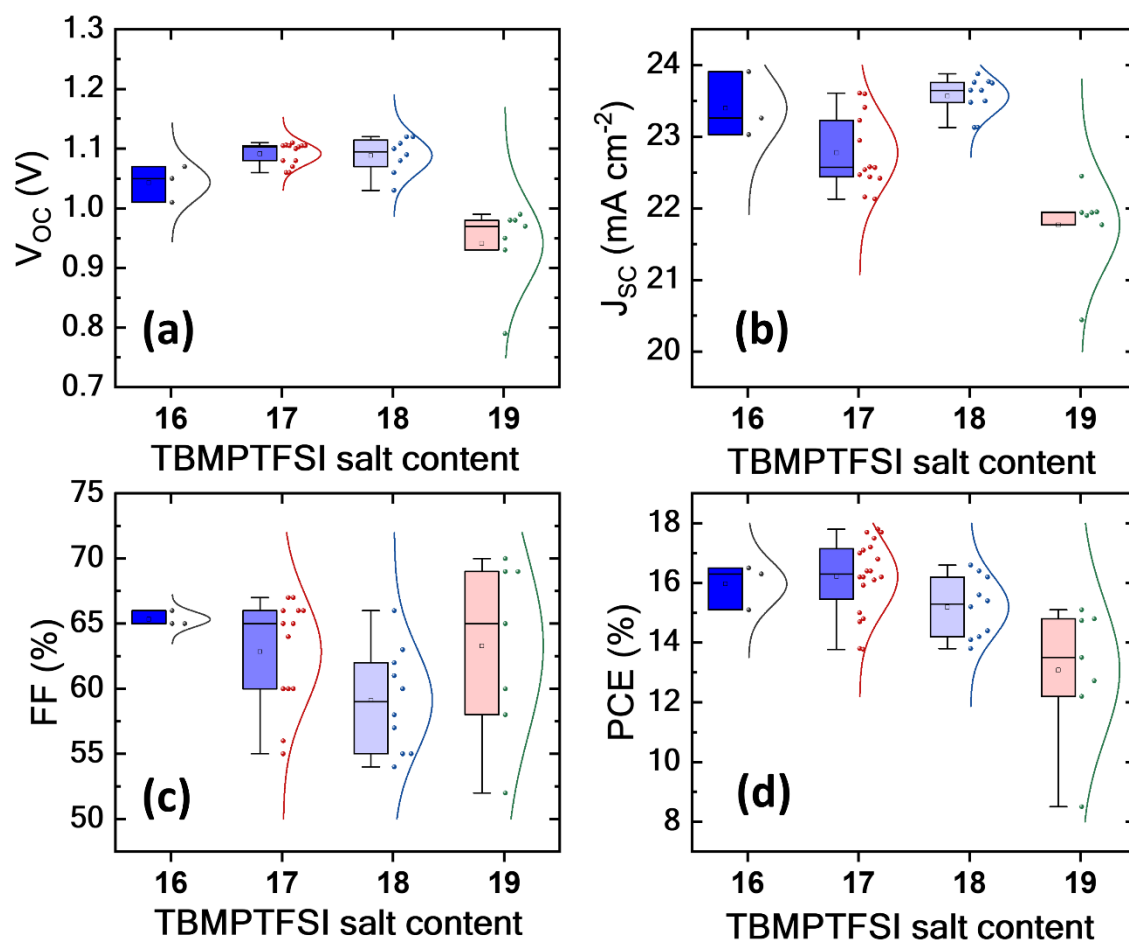 1.3
1.2
1.1
1.0
0.9
0.8
0.7
V_OC (V)
(a)
16 17 18 19
TBMPTFSI salt content
24
23
22
21
20
J_SC (mA cm⁻²)
(b)
16 17 18 19
TBMPTFSI salt content
75
70
65
60
55
50
FF (%)
(c)
16 17 18 19
TBMPTFSI salt content
18
16
14
12
10
8
PCE (%)
(d)
16 17 18 19
TBMPTFSI salt content